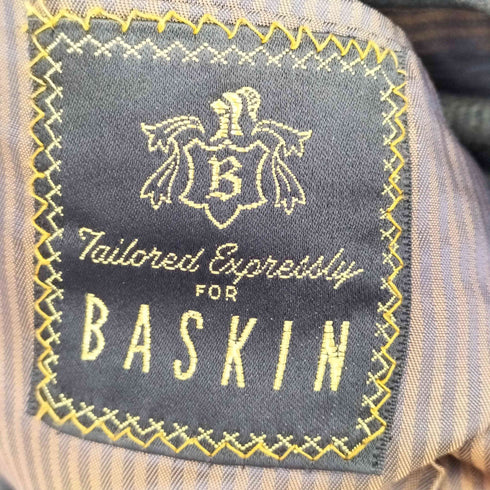 B
Tailored Expressly
FOR
BASKIN